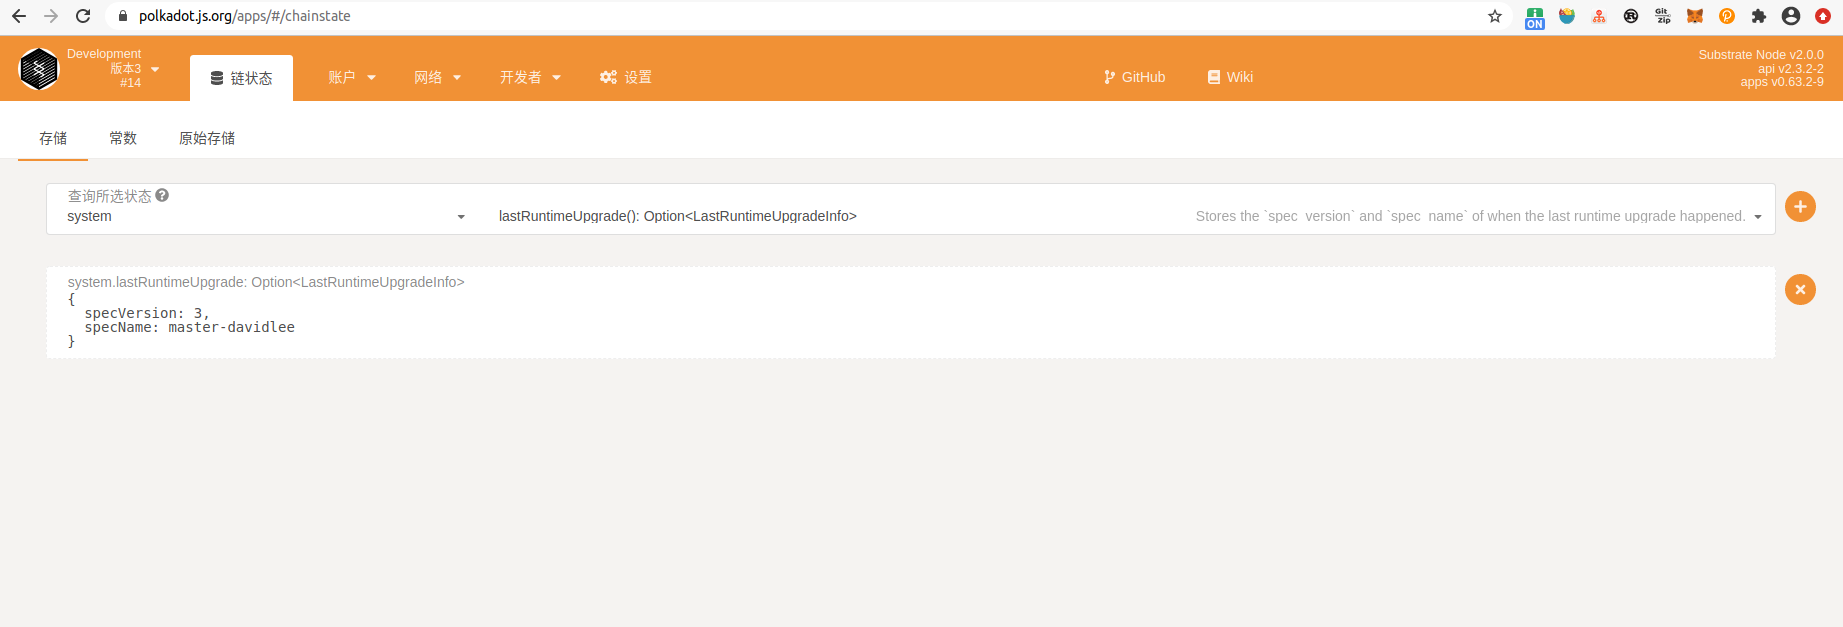 polkadot.js.org/apps/#/chainstate
Git
Zip
ON
Development
版本3
#14
链状态
账户
网络
开发者
设置
GitHub
Wiki
Substrate Node v2.0.0
api v2.3.2-2
apps v0.63.2-9
存储
常数
原始存储
查询所选状态
system
lastRuntimeUpgrade(): Option<LastRuntimeUpgradeInfo>
Stores the `spec_version` and `spec_name` of when the last runtime upgrade happened.
system.lastRuntimeUpgrade: Option<LastRuntimeUpgradeInfo>
{
specVersion: 3,
specName: master-davidlee
}